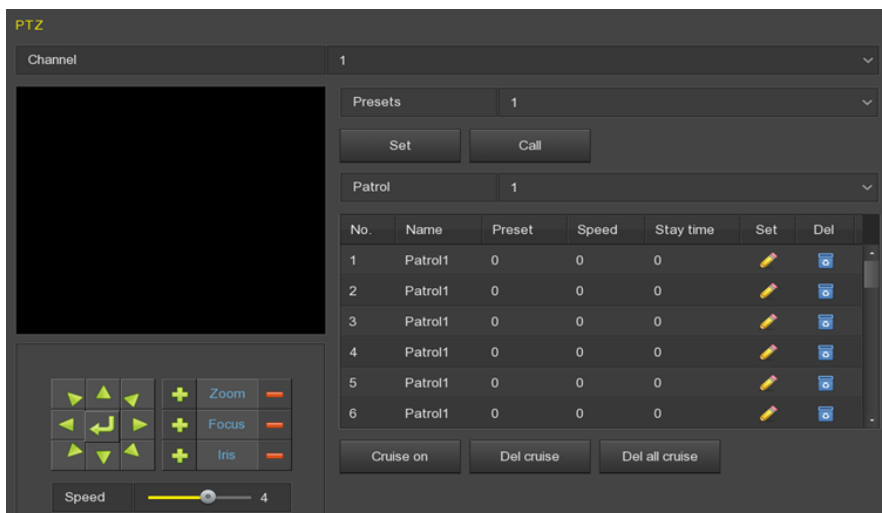 PTZ
Channel 1
Presets 1
Set Call
Patrol 1
No. Name Preset Speed Stay time Set Del
1 Patrol1 0 0 0
2 Patrol1 0 0 0
3 Patrol1 0 0 0
4 Patrol1 0 0 0
5 Patrol1 0 0 0
6 Patrol1 0 0 0
Zoom
Focus
Iris
Cruise on Del cruise Del all cruise
Speed 4